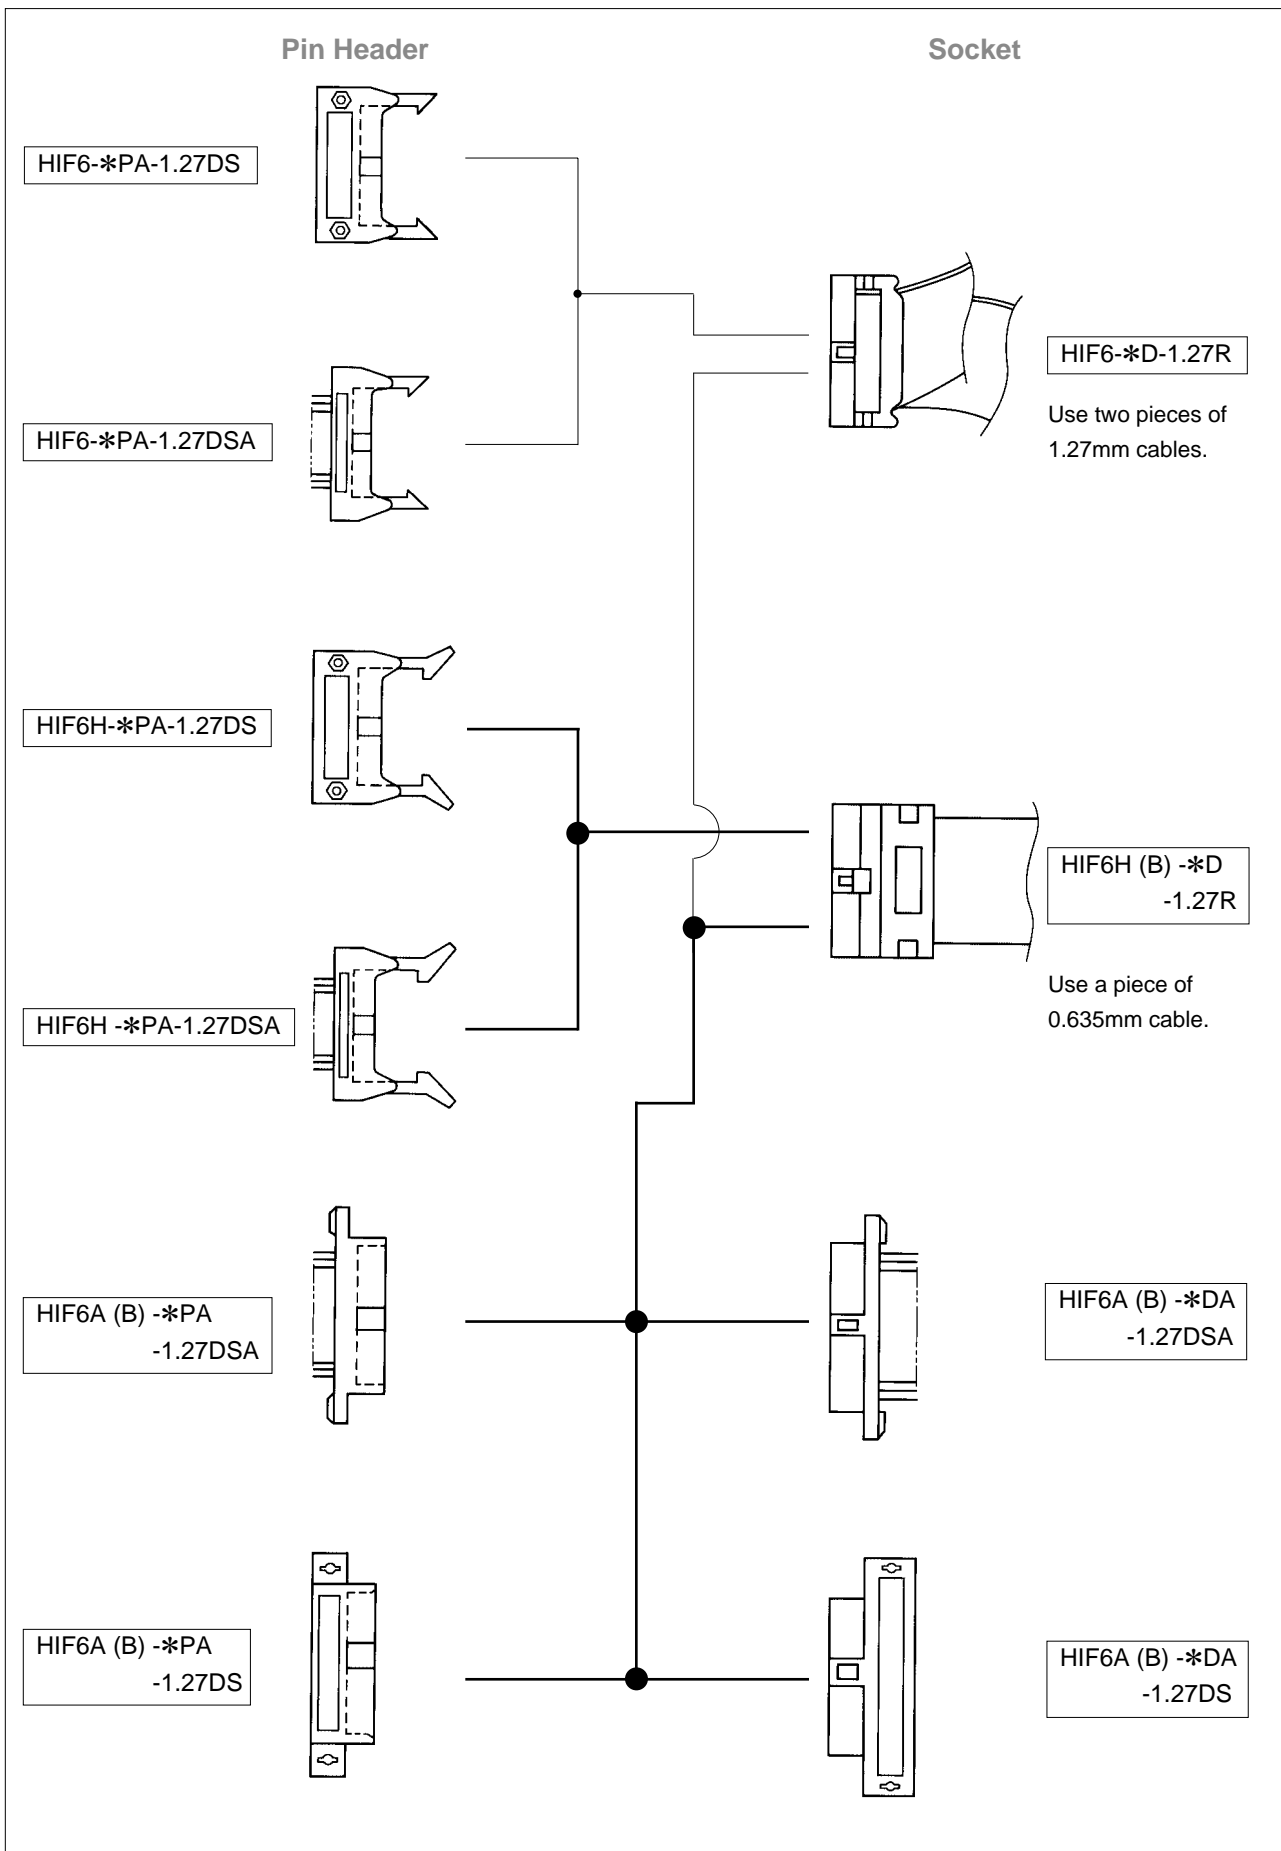 Pin Header
Socket
HIF6-*PA-1.27DS
HIF6-*D-1.27R
Use two pieces of
1.27mm cables.
HIF6-*PA-1.27DSA
HIF6H-*PA-1.27DS
HIF6H (B) -*D
-1.27R
Use a piece of
0.635mm cable.
HIF6H -*PA-1.27DSA
HIF6A (B) -*PA
-1.27DSA
HIF6A (B) -*DA
-1.27DSA
HIF6A (B) -*PA
-1.27DS
HIF6A (B) -*DA
-1.27DS